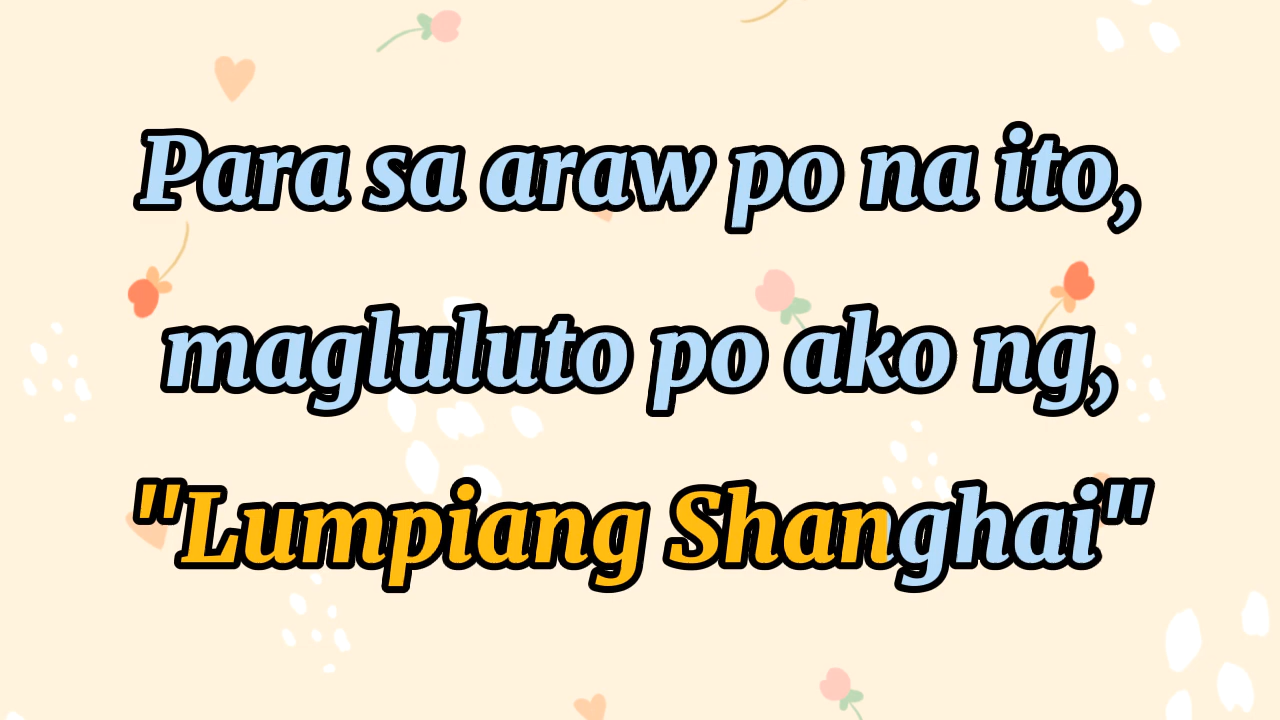 Para sa araw po na ito,
magluluto po ako ng,
"Lumpiang Shanghai"